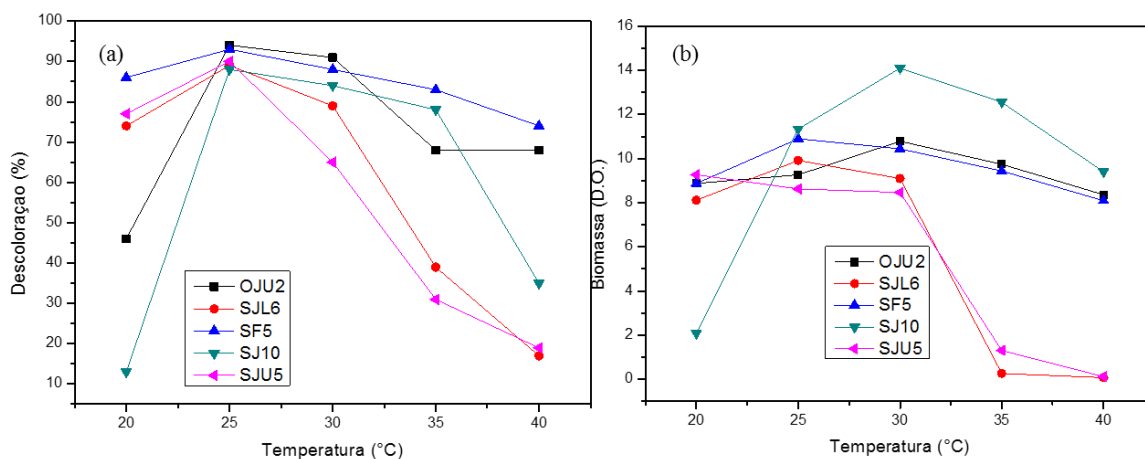 (a)
Descoloraçao (%)
100
90
80
70
60
50
40
30
20
10
OJU2
SJL6
SF5
SJ10
SJU5
20 25 30 35 40
Temperatura (°C)
(b)
Biomassa (D.O.)
16
14
12
10
8
6
4
2
0
OJU2
SJL6
SF5
SJ10
SJU5
20 25 30 35 40
Temperatura (°C)